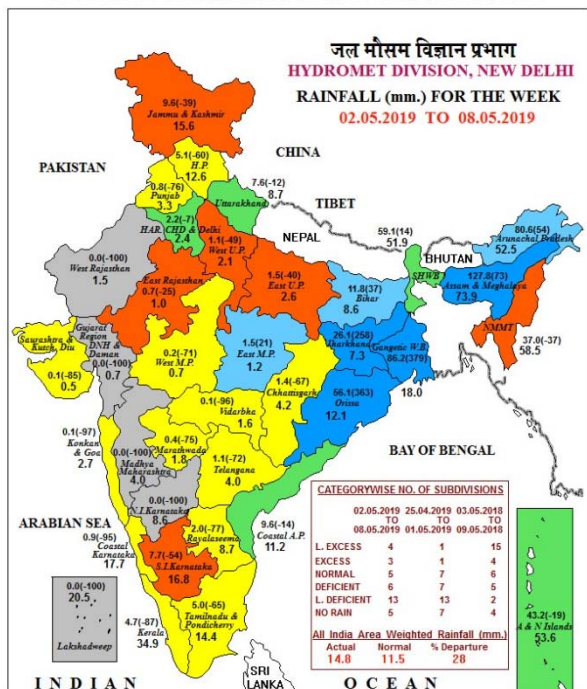 जल मौसम विज्ञान प्रभाग
HYDROMET DIVISION, NEW DELHI
RAINFALL (mm.) FOR THE WEEK
02.05.2019 TO 08.05.2019
9.6(-39)
Jammu & Kashmir
15.6
PAKISTAN
CHINA
5.1(-60)
H.P.
12.6
0.8(-76)
Punjab
3.3
7.6(-12)
8.7
Uttarakhand
TIBET
2.2(-7)
HAR. CHD & Delhi
2.4
NEPAL
BHUTAN
0.0(-100)
West Rajasthan
1.5
1.1(-49)
West U.P.
2.1
59.1(14)
51.9
SHWB
80.6(54)
Arunachal Pradesh
52.5
East Rajasthan
0.7(-25)
1.0
1.5(-40)
East U.P.
2.6
11.8(37)
Bihar
8.6
127.8(73)
Assam & Meghalaya
73.9
NMMT
37.0(-37)
58.5
Saurashtra &
Kutch, Diu
0.1(-85)
0.5
Gujarat
Region
DNH &
Daman
0.0(-100)
0.7
0.2(-71)
West M.P.
0.7
1.5(21)
East M.P.
1.2
26.1(258)
Jharkhand
7.3
Gangetic W.B.
86.2(379)
18.0
1.4(-67)
Chhattisgarh
4.2
56.1(363)
Orissa
12.1
0.1(-96)
Vidarbha
1.6
0.1(-97)
Konkan
& Goa
2.7
0.0(-100)
Madhya
Maharashtra
4.0
0.4(-75)
Marathwada
1.8
1.1(-72)
Telangana
4.0
BAY OF BENGAL
0.0(-100)
N.I.Karnataka
8.6
ARABIAN SEA
0.9(-95)
Coastal
Karnataka
17.7
2.0(-77)
Rayalaseema
8.7
9.6(-14)
Coastal A.P.
11.2
7.7(-54)
S.I.Karnataka
16.8
0.0(-100)
20.5
Lakshadweep
4.7(-87)
Kerala
34.9
5.0(-65)
Tamilnadu &
Pondicherry
14.4
CATEGORYWISE NO. OF SUBDIVISIONS
02.05.2019 25.04.2019 03.05.2018
TO TO TO
08.05.2019 01.05.2019 09.05.2018
L. EXCESS 4 1 15
EXCESS 3 1 4
NORMAL 5 7 6
DEFICIENT 6 7 5
L. DEFICIENT 13 13 2
NO RAIN 5 7 4
All India Area Weighted Rainfall (mm.)
Actual Normal % Departure
14.8 11.5 28
43.2(-19)
A & N Islands
53.6
SRI
LANKA
INDIAN OCEAN